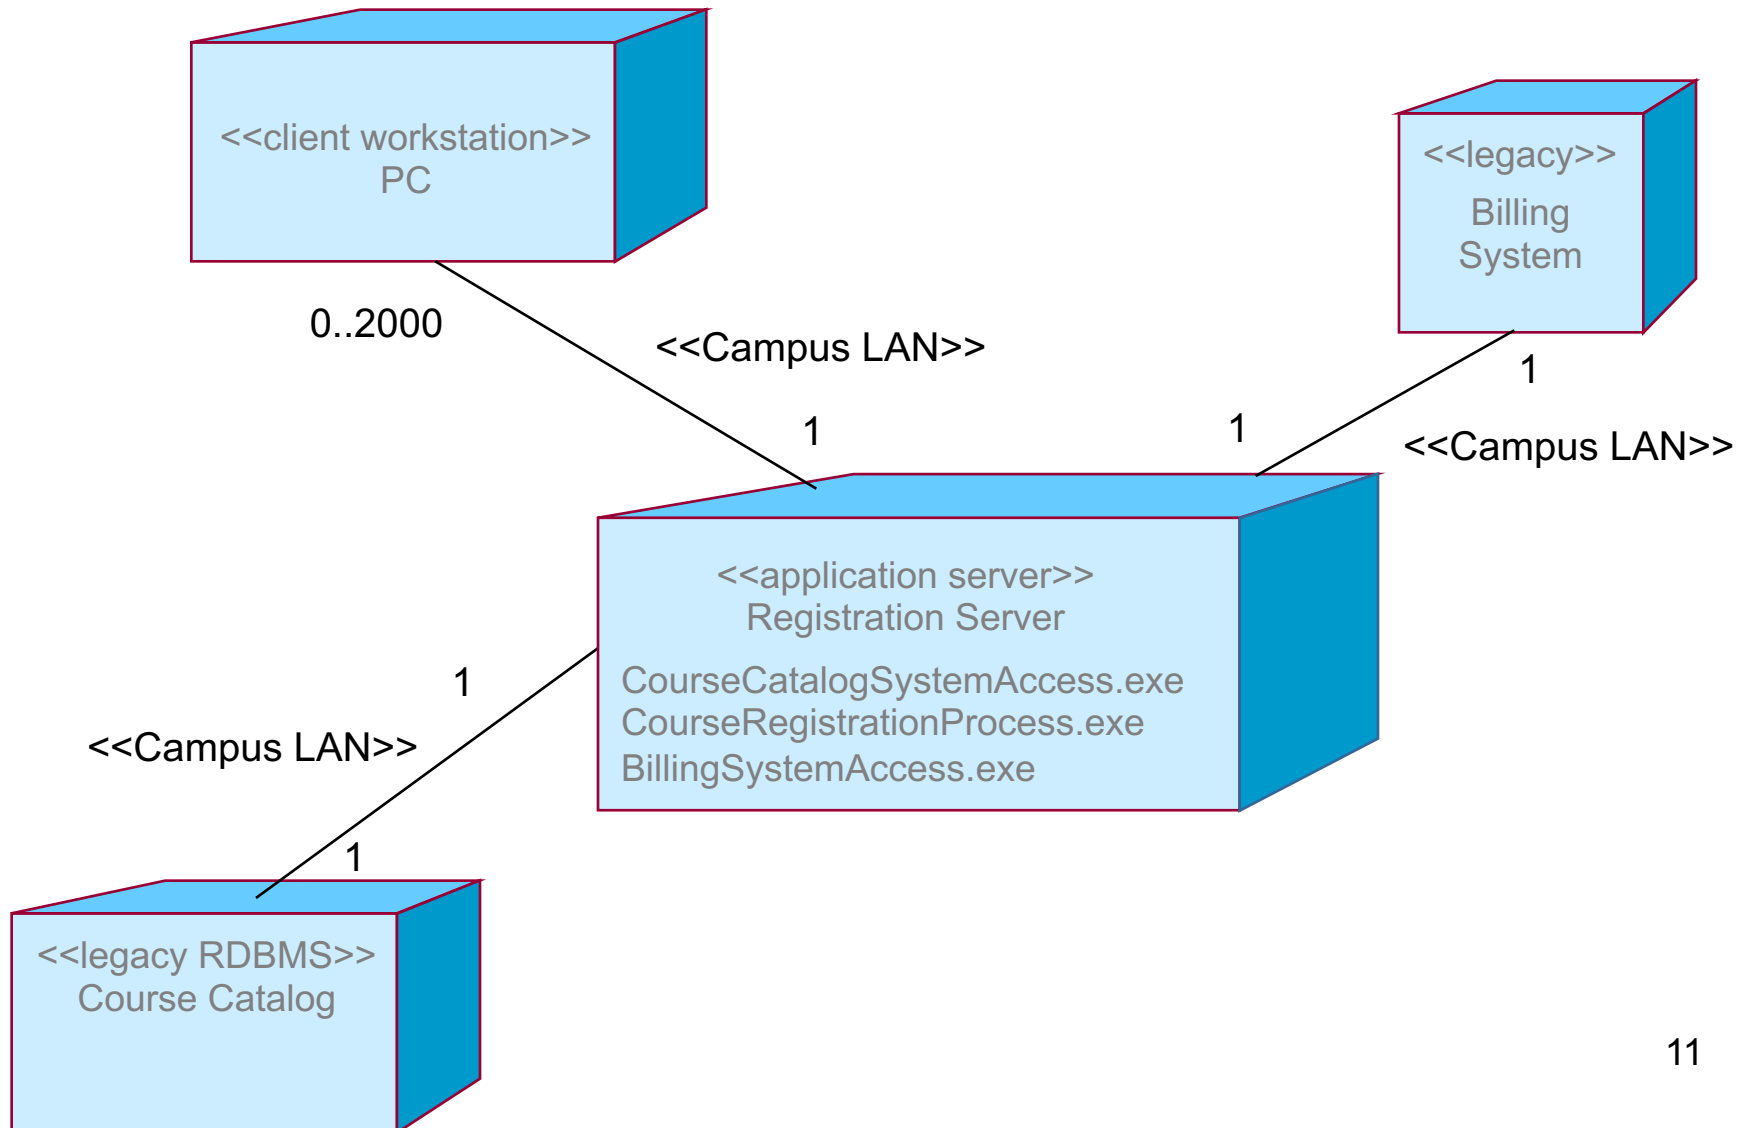 <<client workstation>>
PC
<<legacy>>
Billing
System
0..2000
<<Campus LAN>>
1
1
1
<<Campus LAN>>
<<application server>>
Registration Server
CourseCatalogSystemAccess.exe
CourseRegistrationProcess.exe
BillingSystemAccess.exe
1
<<Campus LAN>>
1
<<legacy RDBMS>>
Course Catalog
11